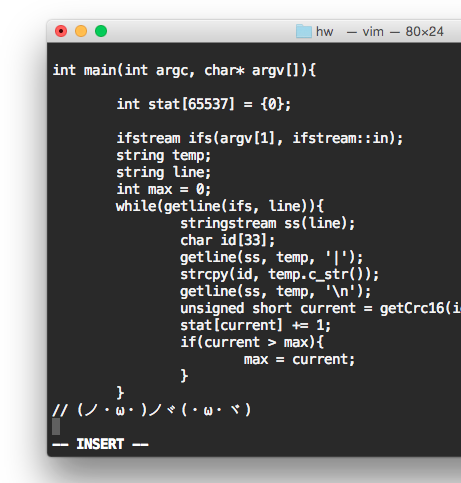 hw — vim — 80×24
int main(int argc, char* argv[]){
int stat[65537] = {0};
ifstream ifs(argv[1], ifstream::in);
string temp;
string line;
int max = 0;
while(getline(ifs, line)){
stringstream ss(line);
char id[33];
getline(ss, temp, '|');
strcpy(id, temp.c_str());
getline(ss, temp, '\n');
unsigned short current = getCrc16(i
stat[current] += 1;
if(current > max){
max = current;
}
}
// (ノ・ω・)ノヾ(・ω・ヾ)
-- INSERT --